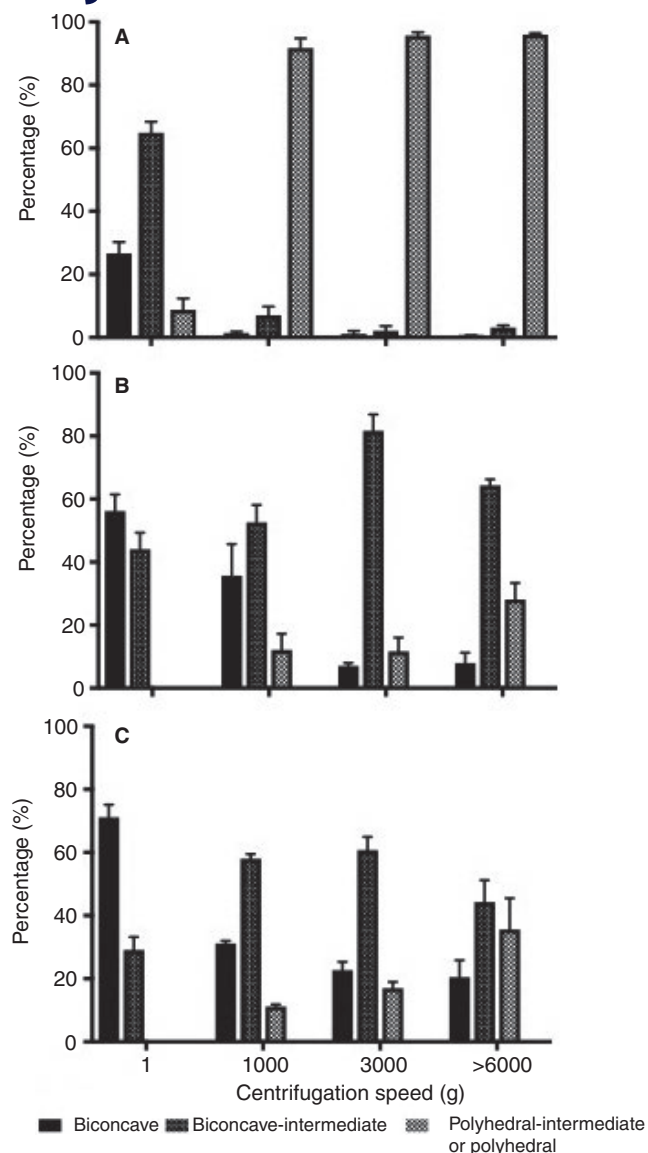 100
A
80
Percentage (%)
60
40
20
0
100
B
80
Percentage (%)
60
40
20
0
100
C
80
Percentage (%)
60
40
20
0
1 1000 3000 >6000
Centrifugation speed (g)
Biconcave Biconcave-intermediate Polyhedral-intermediate
or polyhedral